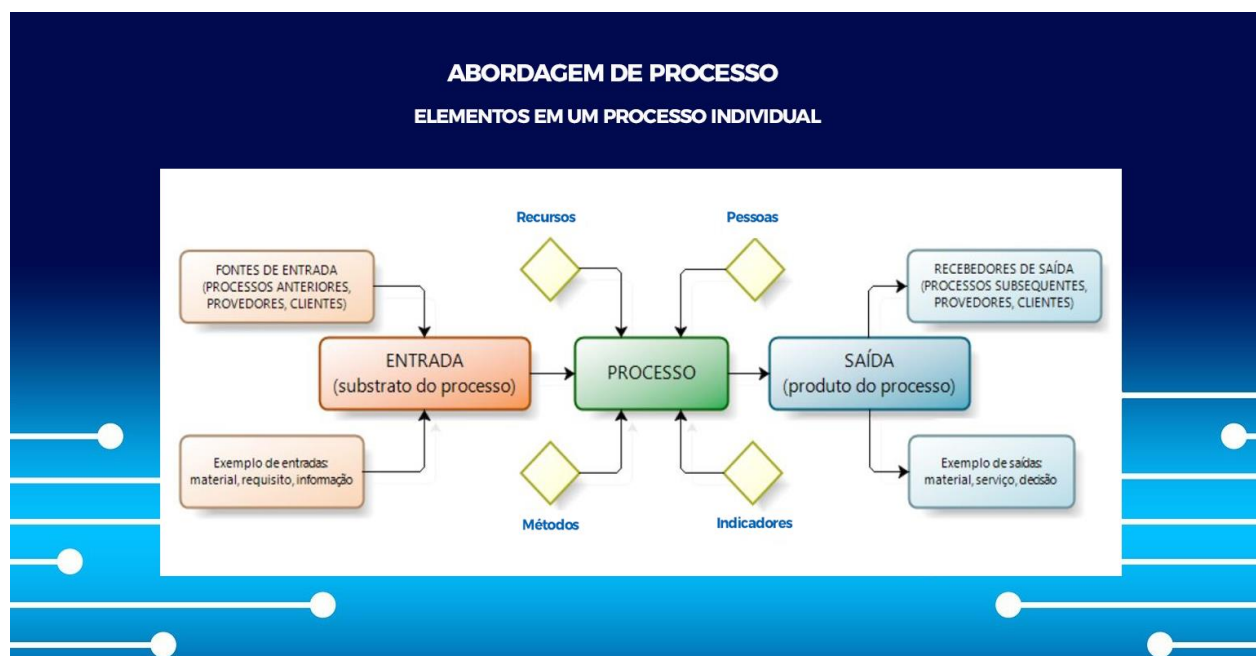 ABORDAGEM DE PROCESSO
ELEMENTOS EM UM PROCESSO INDIVIDUAL
Recursos
Pessoas
FONTES DE ENTRADA
(PROCESSOS ANTERIORES,
PROVEDORES, CLIENTES)
RECEBEDORES DE SAÍDA
(PROCESSOS SUBSEQUENTES,
PROVEDORES, CLIENTES)
ENTRADA
(substrato do processo)
PROCESSO
SAÍDA
(produto do processo)
Exemplo de entradas:
material, requisito, informação
Exemplo de saídas:
material, serviço, decisão
Métodos
Indicadores